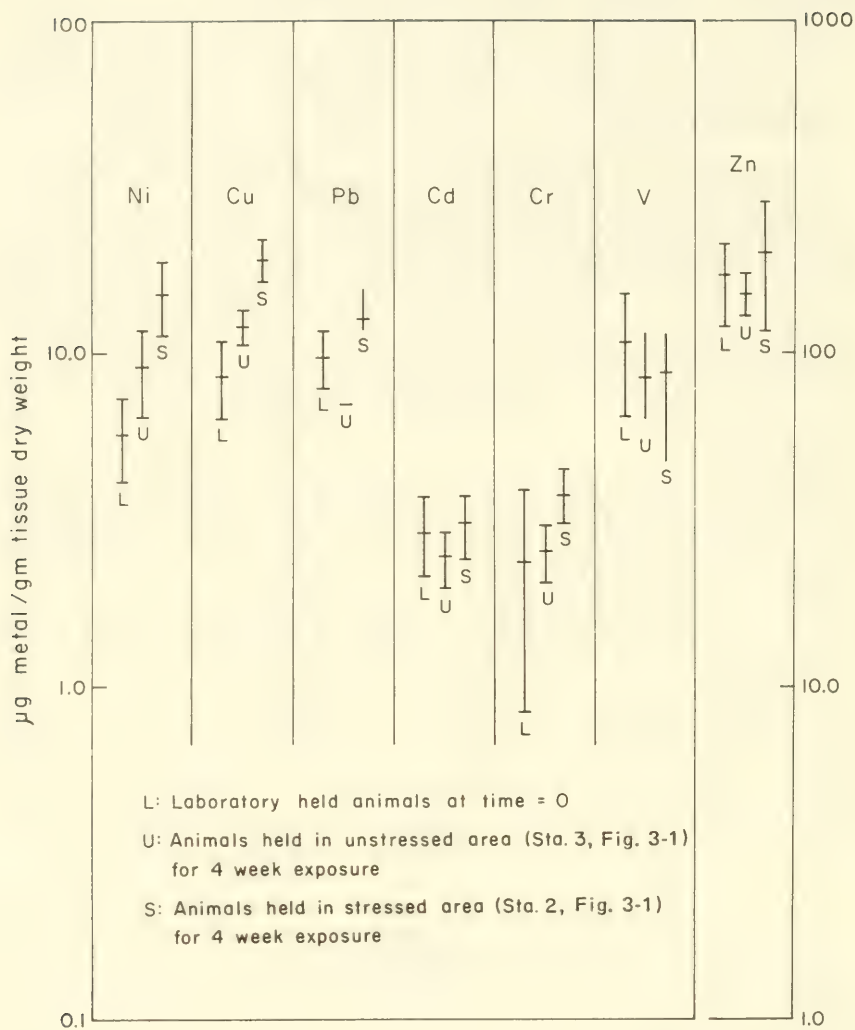 100
1000
Ni
Cu
Pb
Cd
Cr
V
Zn
10.0
100
1.0
10.0
0.1
1.0
µg metal/gm tissue dry weight
L
U
S
L
U
S
L
U
S
L
U
S
L
U
S
L
U
S
L
U
S
L: Laboratory held animals at time = 0
U: Animals held in unstressed area (Sta. 3, Fig. 3-1)
for 4 week exposure
S: Animals held in stressed area (Sta. 2, Fig. 3-1)
for 4 week exposure